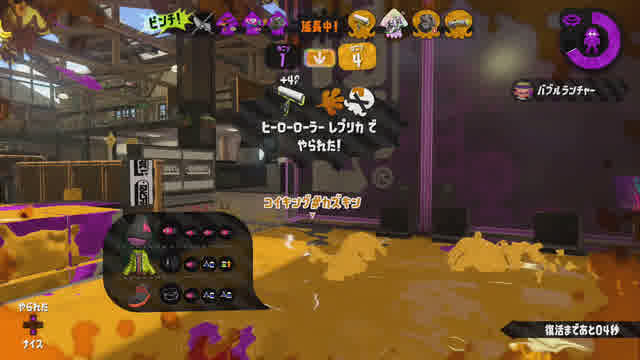 ピンチ!
延長中!
1
4
+48
バブルランチャー
ヒーローローラー レプリカ で
やられた!
コイキングがカズキン
やられた
ナイス
復活まであと04秒